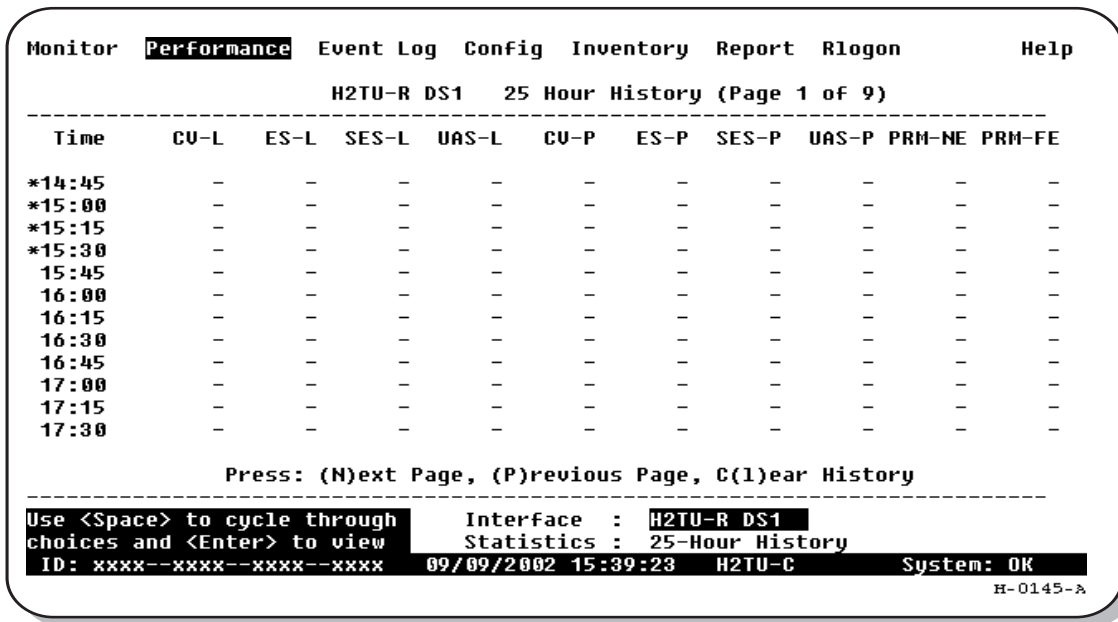 Monitor Performance Event Log Config Inventory Report Rlogon Help
H2TU-R DS1 25 Hour History (Page 1 of 9)
Time CV-L ES-L SES-L UAS-L CV-P ES-P SES-P UAS-P PRM-NE PRM-FE
*14:45 - - - - - - - - - -
*15:00 - - - - - - - - - -
*15:15 - - - - - - - - - -
*15:30 - - - - - - - - - -
15:45 - - - - - - - - - -
16:00 - - - - - - - - - -
16:15 - - - - - - - - - -
16:30 - - - - - - - - - -
16:45 - - - - - - - - - -
17:00 - - - - - - - - - -
17:15 - - - - - - - - - -
17:30 - - - - - - - - - -
Press: (N)ext Page, (P)revious Page, C(l)ear History
Use <Space> to cycle through Interface : H2TU-R DS1
choices and <Enter> to view Statistics : 25-Hour History
ID: xxxx--xxxx--xxxx--xxxx 09/09/2002 15:39:23 H2TU-C System: OK
H-0145-A